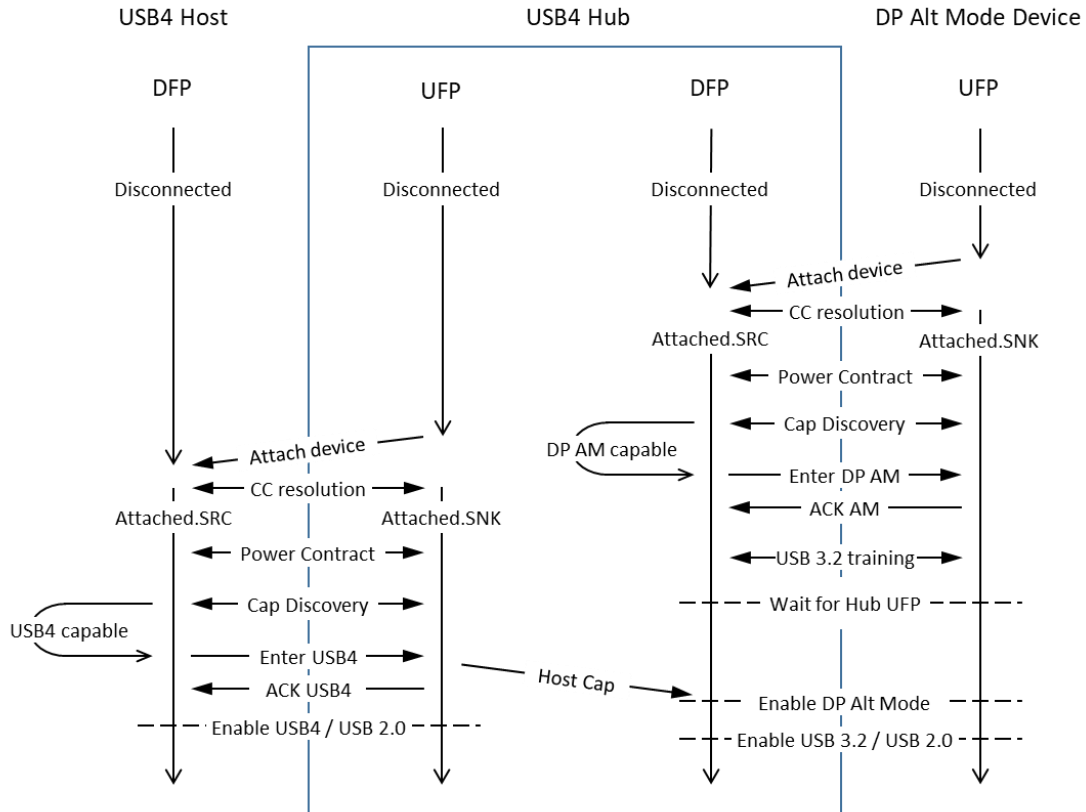 USB4 Host
USB4 Hub
DP Alt Mode Device
DFP
UFP
DFP
UFP
Disconnected
Disconnected
Disconnected
Disconnected
Attach device
CC resolution
Attached.SRC
Attached.SNK
Power Contract
Cap Discovery
DP AM capable
Enter DP AM
ACK AM
USB 3.2 training
Wait for Hub UFP
Attach device
CC resolution
Attached.SRC
Attached.SNK
Power Contract
Cap Discovery
USB4 capable
Enter USB4
ACK USB4
Enable USB4 / USB 2.0
Host Cap
Enable DP Alt Mode
Enable USB 3.2 / USB 2.0